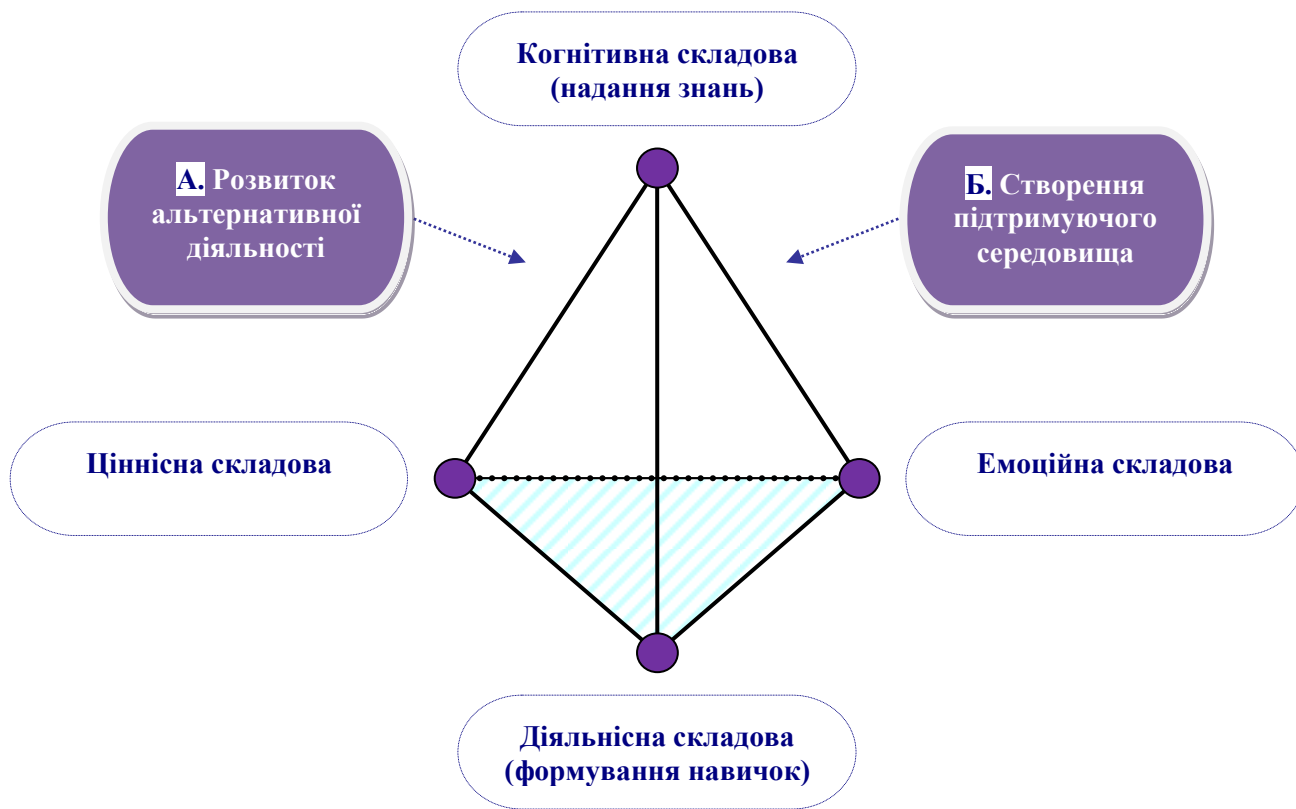 Когнітивна складова
(надання знань)
А. Розвиток
альтернативної
діяльності
Б. Створення
підтримуючого
середовища
Ціннісна складова
Емоційна складова
Діяльнісна складова
(формування навичок)